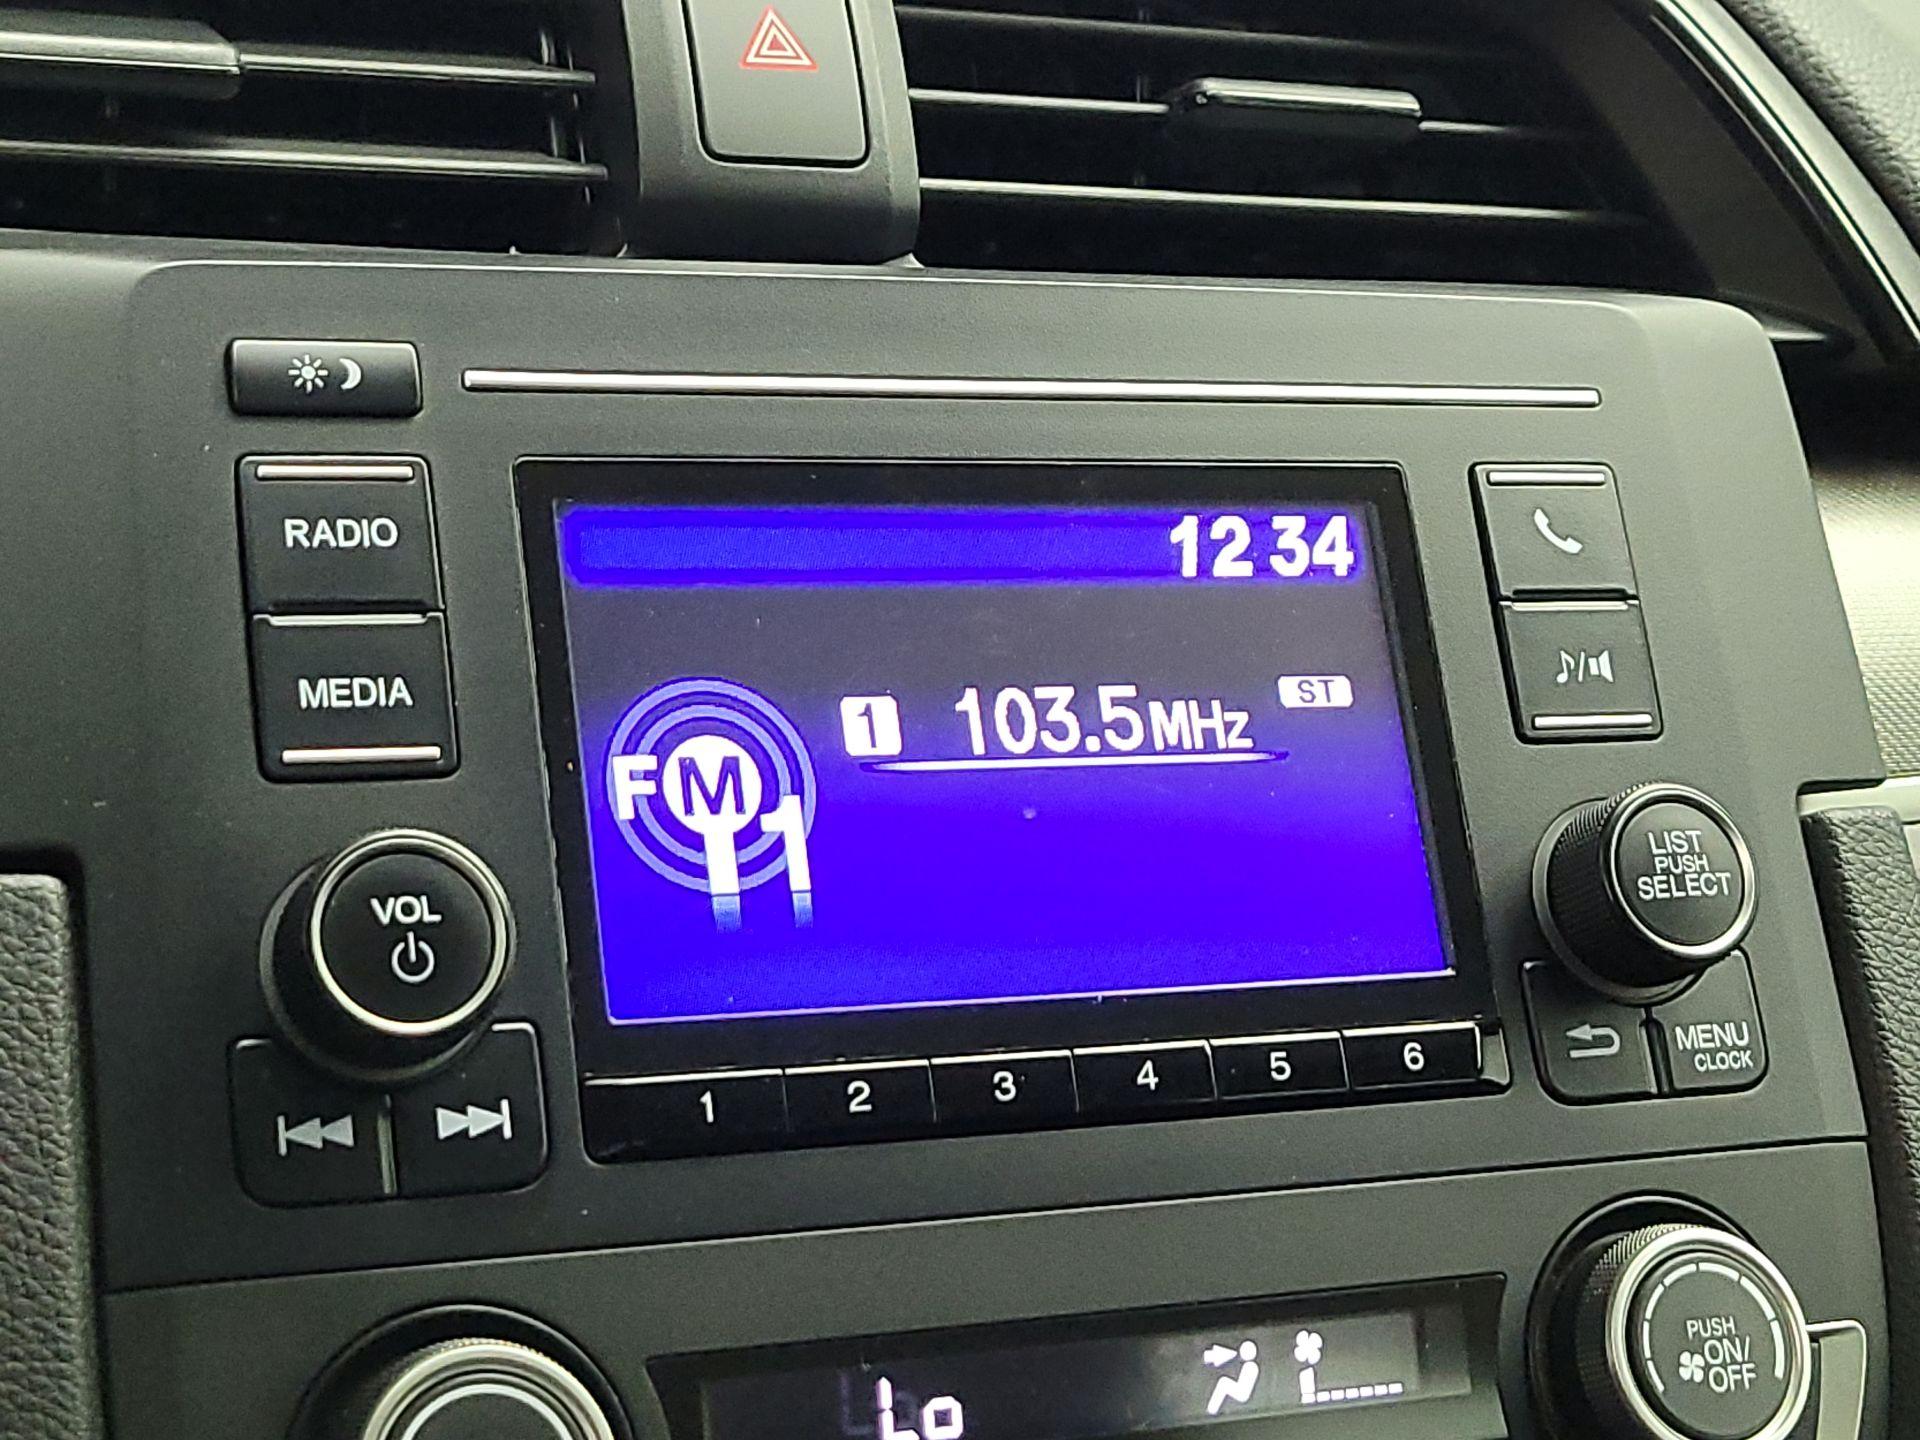 RADIO
MEDIA
VOL
12 34
1 103.5MHz ST
FM
1
LIST
PUSH
SELECT
MENU
CLOCK
1 2 3 4 5 6
Lo
PUSH
ON/
OFF